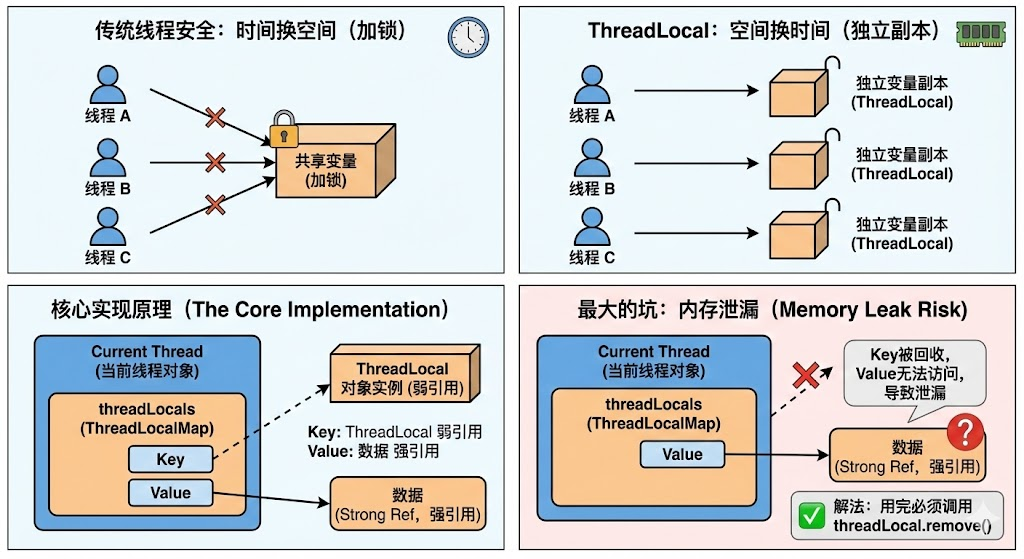 传统线程安全：时间换空间（加锁）
线程 A
线程 B
线程 C
共享变量
(加锁)
ThreadLocal：空间换时间（独立副本）
线程 A
独立变量副本
(ThreadLocal)
线程 B
独立变量副本
(ThreadLocal)
线程 C
独立变量副本
(ThreadLocal)
核心实现原理（The Core Implementation）
Current Thread
(当前线程对象)
threadLocals
(ThreadLocalMap)
Key
Value
ThreadLocal
对象实例 (弱引用)
Key: ThreadLocal 弱引用
Value: 数据 强引用
数据
(Strong Ref，强引用)
最大的坑：内存泄漏（Memory Leak Risk)
Current Thread
(当前线程对象)
threadLocals
(ThreadLocalMap)
Value
Key被回收，
Value无法访问，
导致泄漏
?
数据
(Strong Ref，强引用)
解法：用完必须调用
threadLocal.remove()